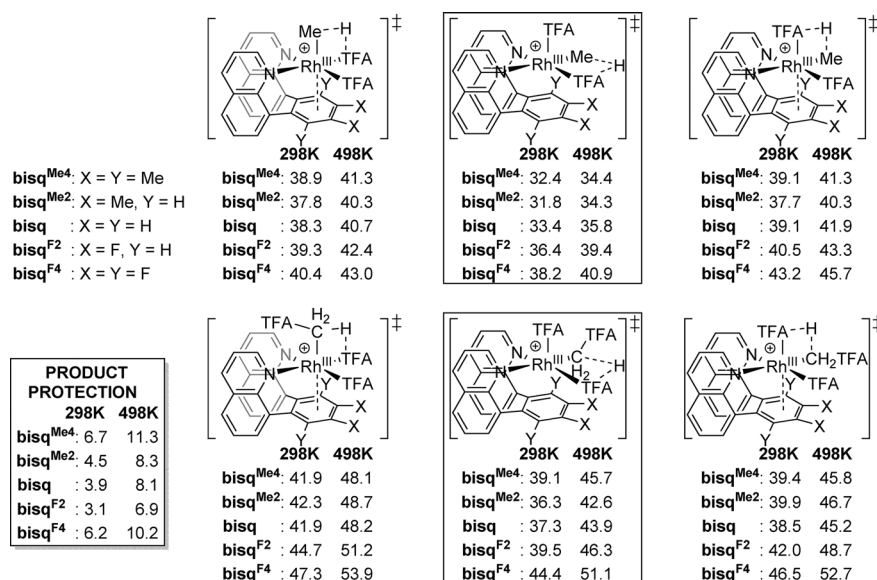 Me
H
N
⊕
N
Rh III
TFA
TFA
Y
X
X
Y
‡
298K 498K
bisq^Me4: 38.9 41.3
bisq^Me2: 37.8 40.3
bisq : 38.3 40.7
bisq^F2 : 39.3 42.4
bisq^F4 : 40.4 43.0
TFA
N
⊕
N
Rh III
Me
TFA
H
Y
X
X
Y
‡
298K 498K
bisq^Me4: 32.4 34.4
bisq^Me2: 31.8 34.3
bisq : 33.4 35.8
bisq^F2 : 36.4 39.4
bisq^F4 : 38.2 40.9
TFA
H
N
⊕
N
Rh III
Me
TFA
Y
X
X
Y
‡
298K 498K
bisq^Me4: 39.1 41.3
bisq^Me2: 37.7 40.3
bisq : 39.1 41.9
bisq^F2 : 40.5 43.3
bisq^F4 : 43.2 45.7
bisq^Me4: X = Y = Me
bisq^Me2: X = Me, Y = H
bisq : X = Y = H
bisq^F2 : X = F, Y = H
bisq^F4 : X = Y = F
PRODUCT
PROTECTION
298K 498K
bisq^Me4: 6.7 11.3
bisq^Me2: 4.5 8.3
bisq : 3.9 8.1
bisq^F2 : 3.1 6.9
bisq^F4 : 6.2 10.2
H2
TFA C H
N
⊕
N
Rh III
TFA
TFA
Y
X
X
Y
‡
298K 498K
bisq^Me4: 41.9 48.1
bisq^Me2: 42.3 48.7
bisq : 41.9 48.2
bisq^F2 : 44.7 51.2
bisq^F4 : 47.3 53.9
TFA
TFA
N
⊕
N
Rh III
C
H2
H
TFA
Y
X
X
Y
‡
298K 498K
bisq^Me4: 39.1 45.7
bisq^Me2: 36.3 42.6
bisq : 37.3 43.9
bisq^F2 : 39.5 46.3
bisq^F4 : 44.4 51.1
TFA
H
N
⊕
N
Rh III
CH2TFA
TFA
Y
X
X
Y
‡
298K 498K
bisq^Me4: 39.4 45.8
bisq^Me2: 39.9 46.7
bisq : 38.5 45.2
bisq^F2 : 42.0 48.7
bisq^F4 : 46.5 52.7